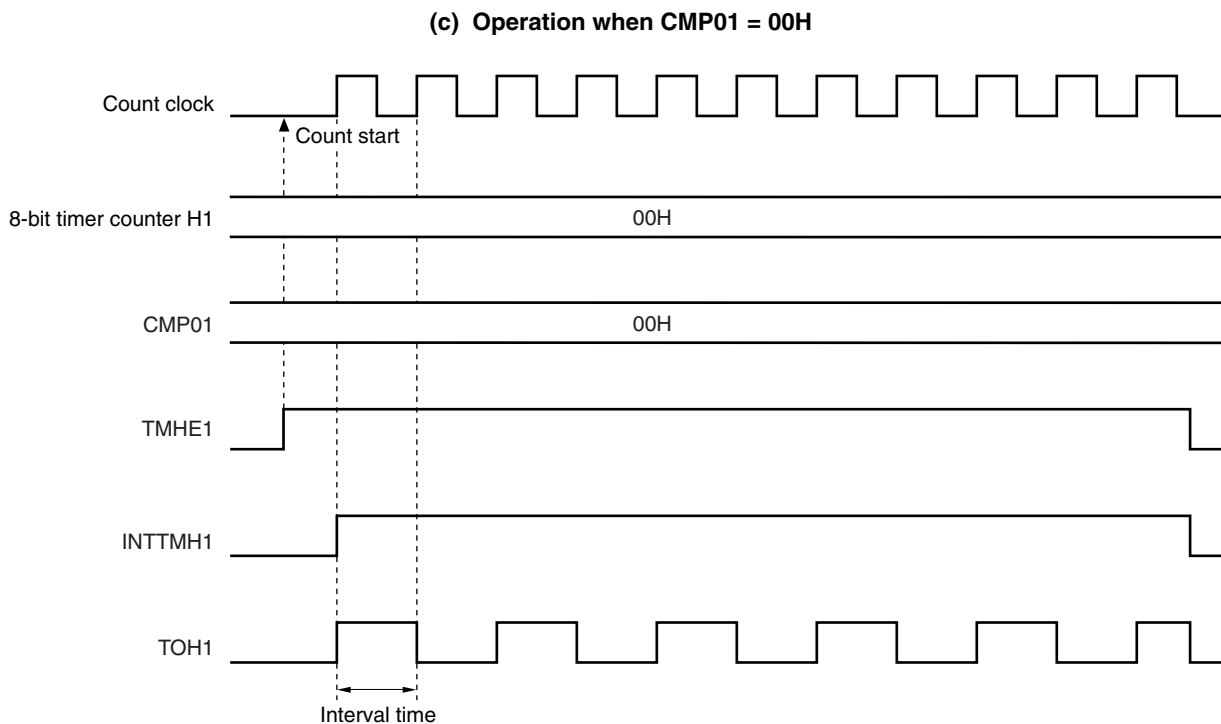 (c) Operation when CMP01 = 00H
Count clock
Count start
8-bit timer counter H1
00H
CMP01
00H
TMHE1
INTTMH1
TOH1
Interval time